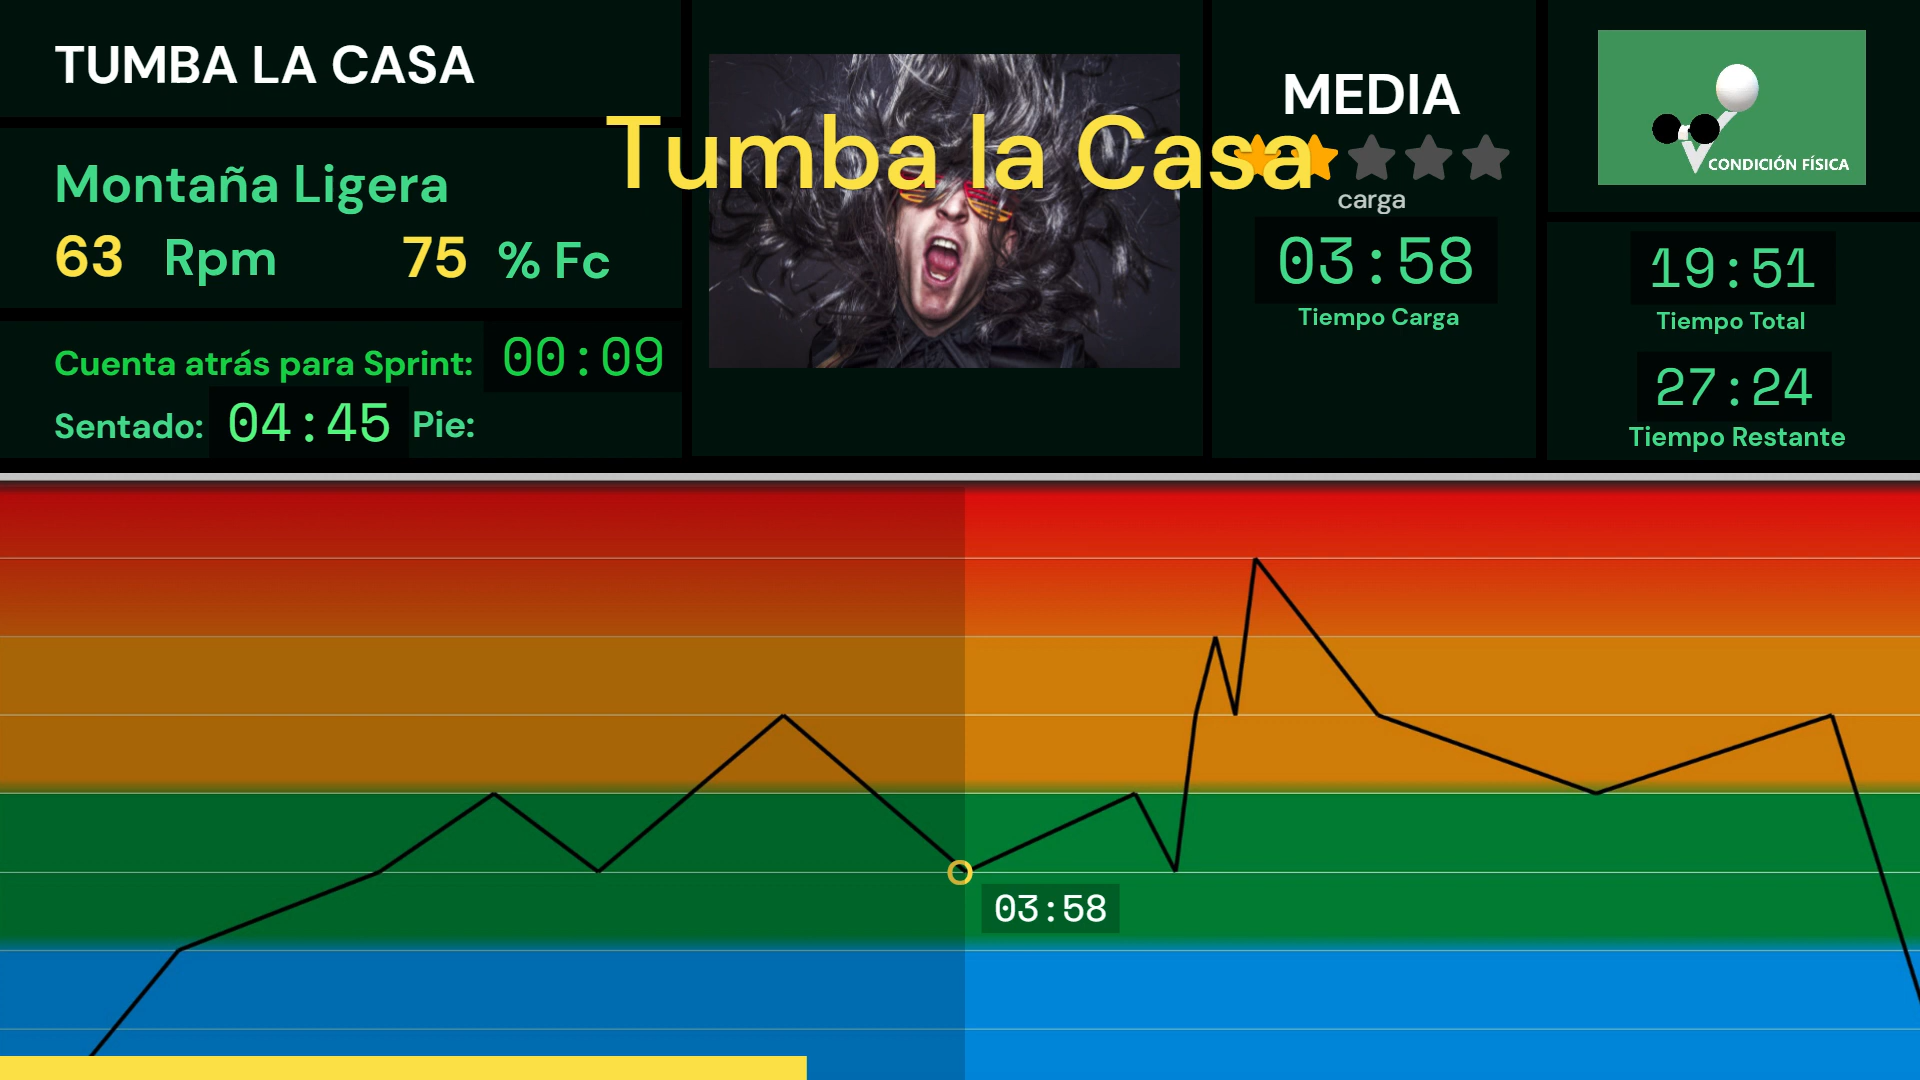 TUMBA LA CASA
Montaña Ligera
63 Rpm 75 % Fc
Cuenta atrás para Sprint: 00:09
Sentado: 04:45 Pie:
Tumba la Casa
MEDIA
carga
03:58
Tiempo Carga
CONDICIÓN FÍSICA
19:51
Tiempo Total
27:24
Tiempo Restante
03:58